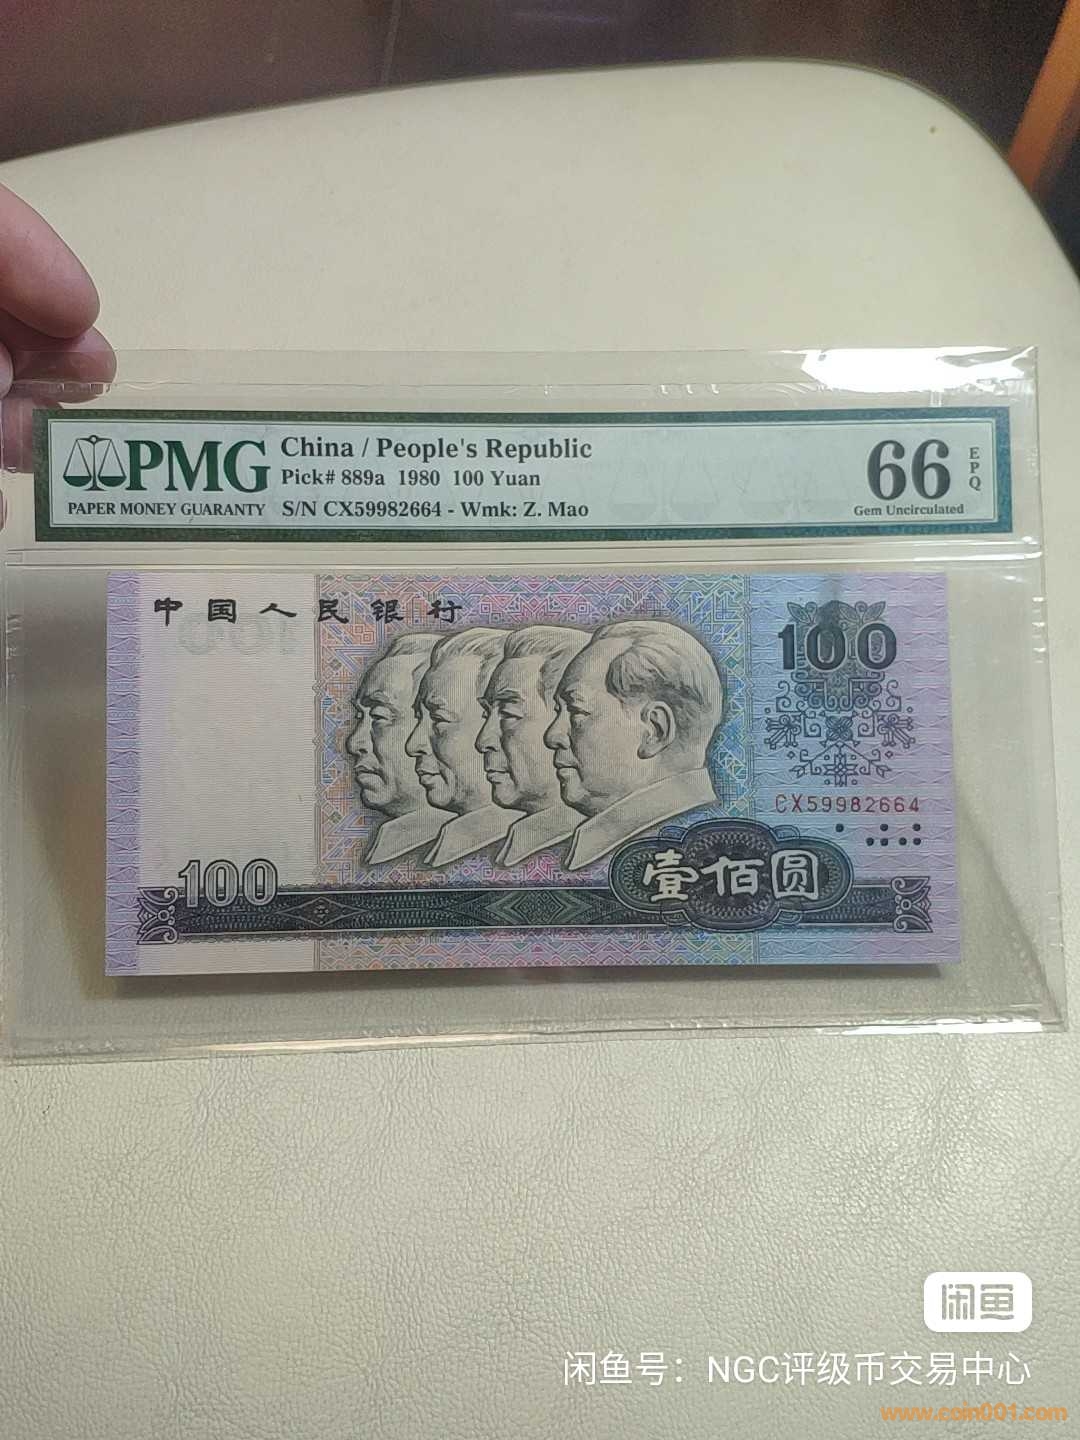 PMG
PAPER MONEY GUARANTY
China / People's Republic
Pick# 889a 1980 100 Yuan
S/N CX59982664 - Wmk: Z. Mao
66
EPQ
Gem Uncirculated
中国人民银行
100
CX59982664
100
壹佰圆
闲鱼
闲鱼号：NGC评级币交易中心
www.coin001.com